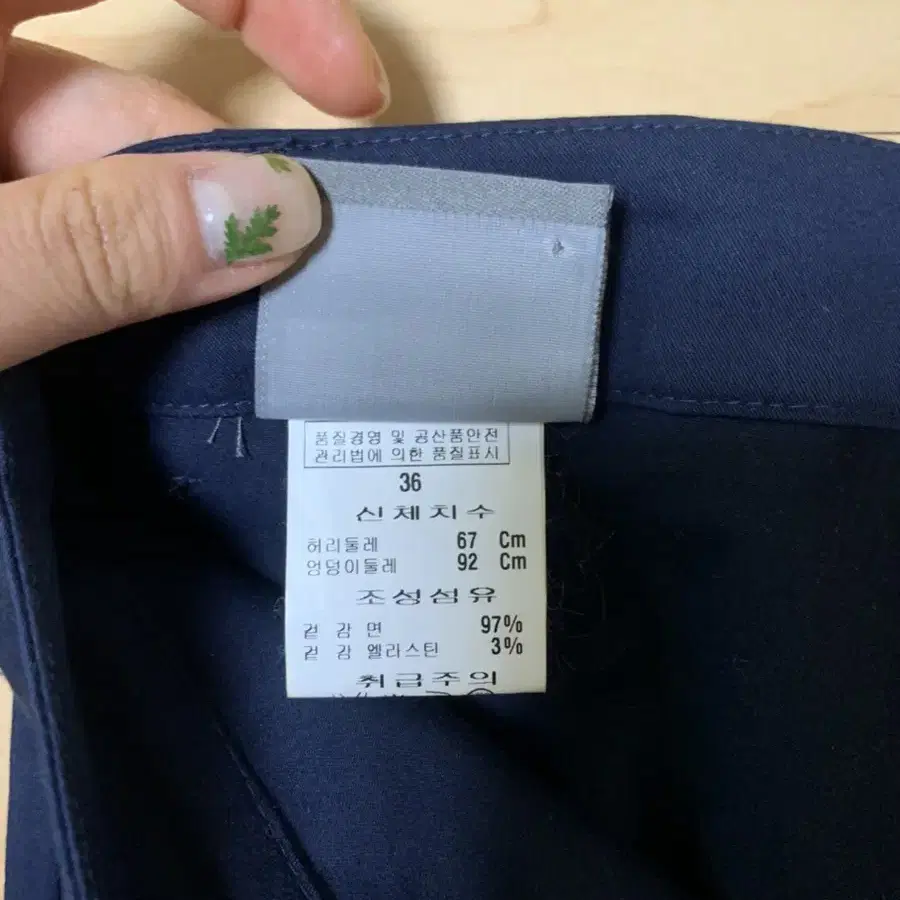 품질경영 및 공산품안전
관리법에 의한 품질표시
36
신체치수
허리둘레 67 Cm
엉덩이둘레 92 Cm
조성섬유
겉 감 면 97%
겉 감 엘라스틴 3%
취급주의